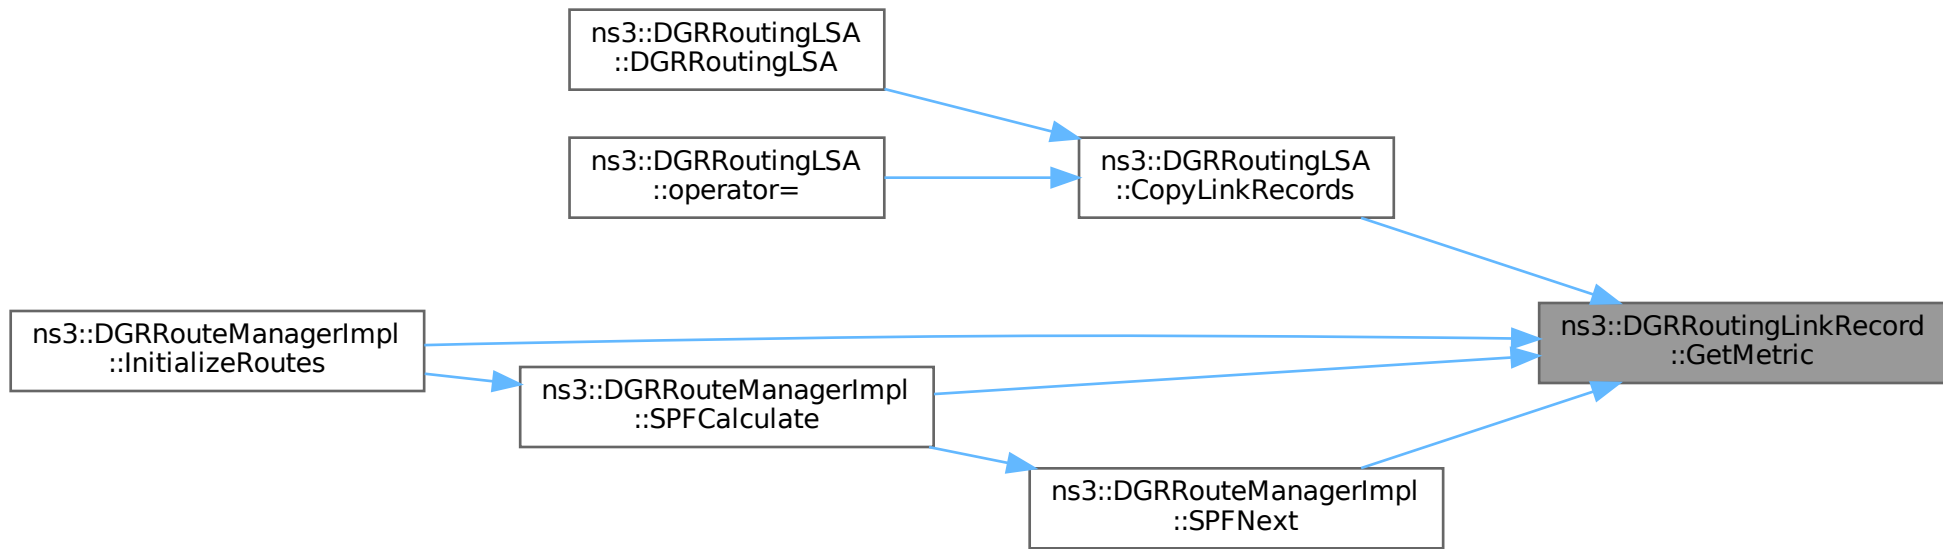 ns3::DGRRoutingLSA
::DGRRoutingLSA
ns3::DGRRoutingLSA
::operator=
ns3::DGRRoutingLSA
::CopyLinkRecords
ns3::DGRRouteManagerImpl
::InitializeRoutes
ns3::DGRRoutingLinkRecord
::GetMetric
ns3::DGRRouteManagerImpl
::SPFCalculate
ns3::DGRRouteManagerImpl
::SPFNext